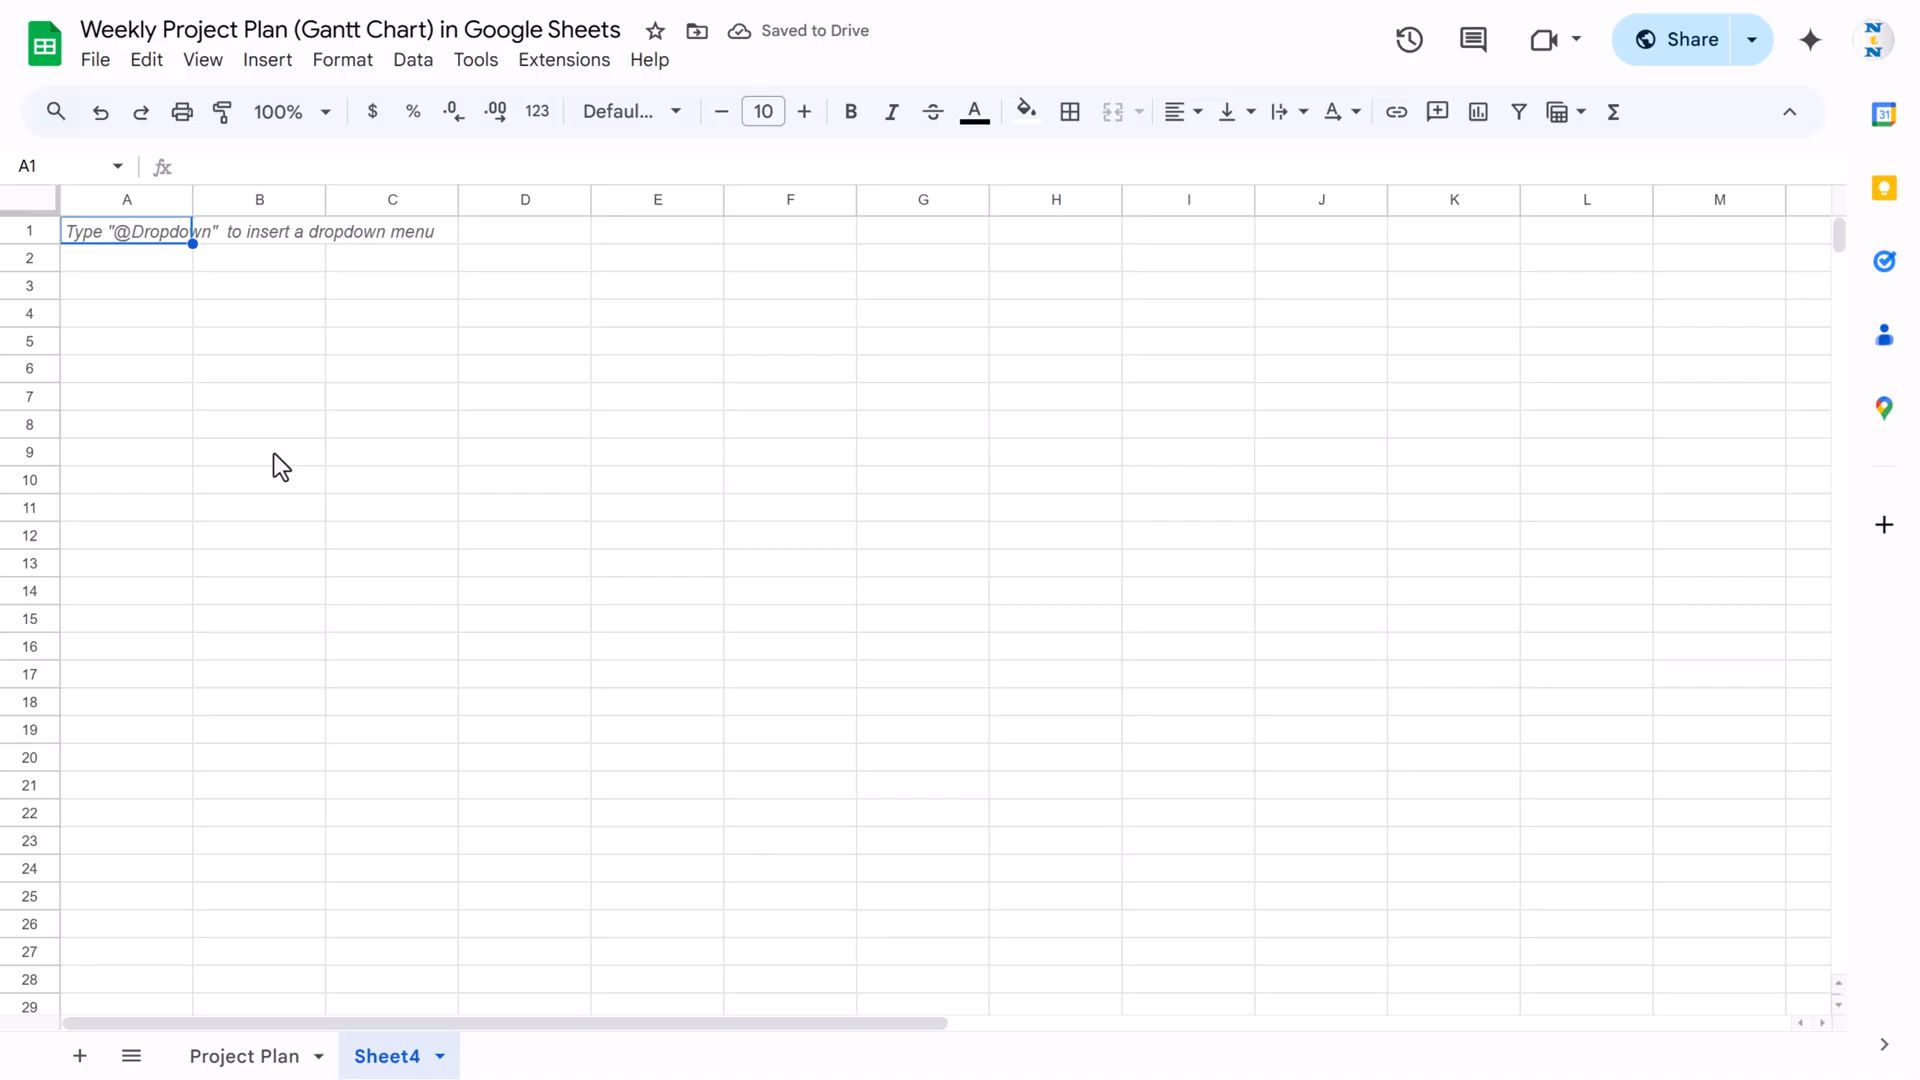 Weekly Project Plan (Gantt Chart) in Google Sheets Saved to Drive
File Edit View Insert Format Data Tools Extensions Help
Share
N
t
N
100% $ % .0 .00 123 Defaul... 10 B I A A Σ
31
A1 fx
A B C D E F G H I J K L M
1 Type "@Dropdown" to insert a dropdown menu
2
3
4
5
6
7
8
9
10
11
12
13
14
15
16
17
18
19
20
21
22
23
24
25
26
27
28
29
Project Plan Sheet4